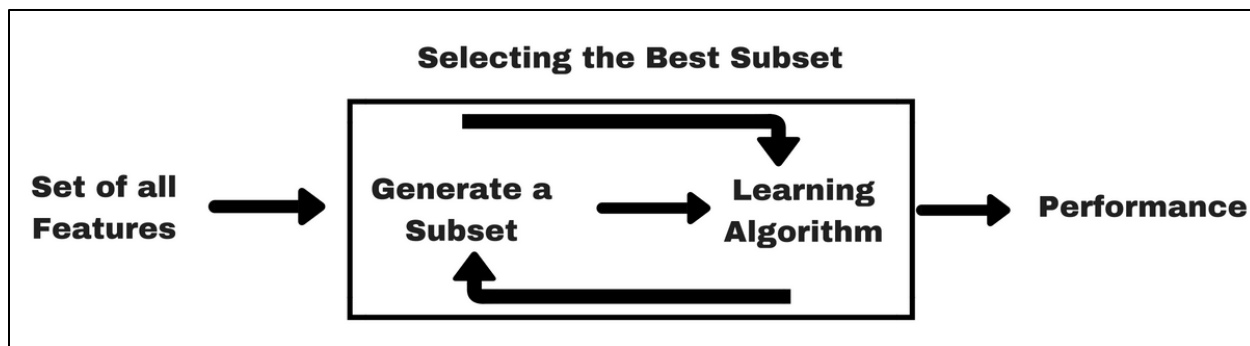 Selecting the Best Subset
Set of all
Features
Generate a
Subset
Learning
Algorithm
Performance